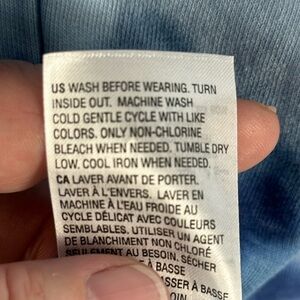 US WASH BEFORE WEARING. TURN
INSIDE OUT. MACHINE WASH
COLD GENTLE CYCLE WITH LIKE
COLORS. ONLY NON-CHLORINE
BLEACH WHEN NEEDED. TUMBLE DRY
LOW. COOL IRON WHEN NEEDED.
CA LAVER AVANT DE PORTER.
LAVER À L'ENVERS. LAVER EN
MACHINE À L'EAU FROIDE AU
CYCLE DÉLICAT AVEC COULEURS
SEMBLABLES. UTILISER UN AGENT
DE BLANCHIMENT NON CHLORÉ
SEULEMENT AU BESOIN. SÉCHER
À BASSE
ASSER À BASSE
OIN